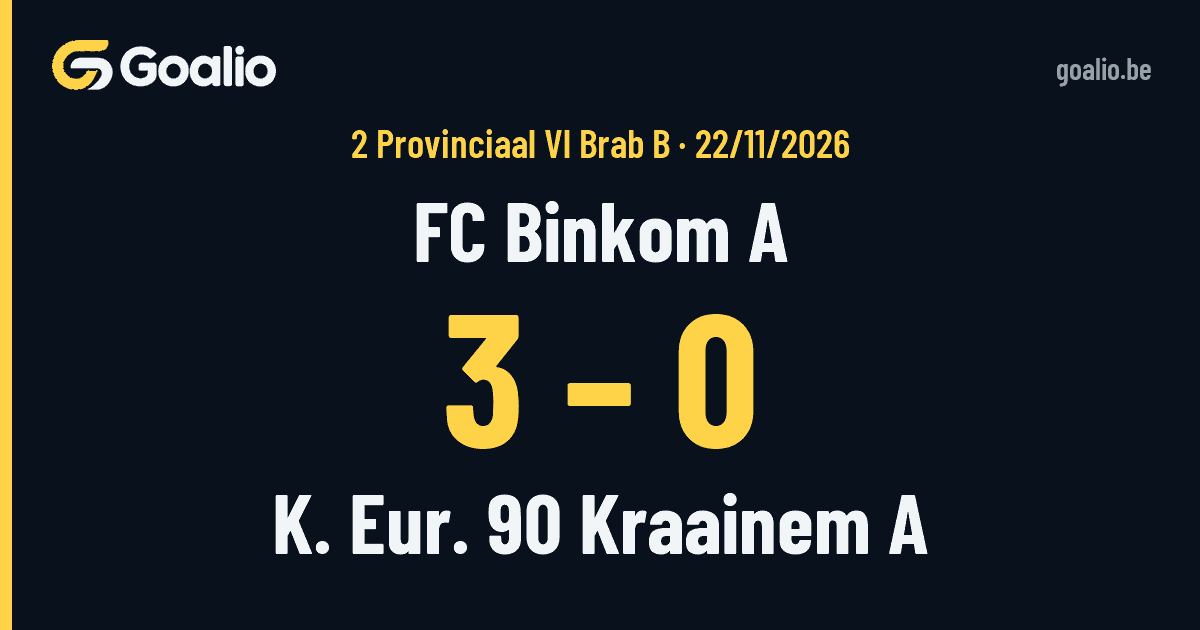 Goalio
goalio.be
2 Provinciaal Vl Brab B · 22/11/2026
FC Binkom A
3 – 0
K. Eur. 90 Kraainem A